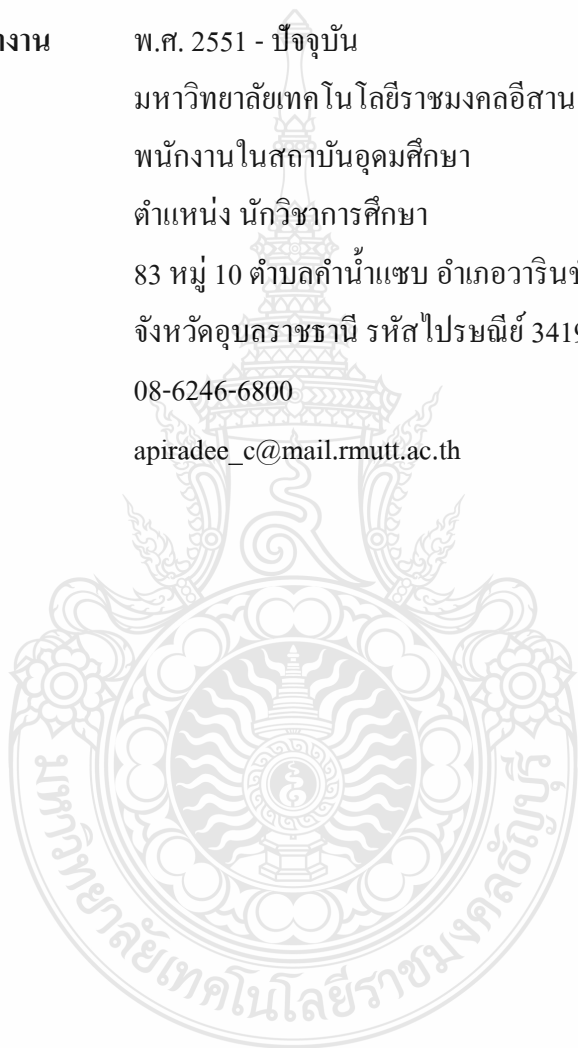 งาน พ.ศ. 2551 - ปัจจุบัน
มหาวิทยาลัยเทคโนโลยีราชมงคลอีสาน
พนักงานในสถาบันอุดมศึกษา
ตำแหน่ง นักวิชาการศึกษา
83 หมู่ 10 ตำบลคำน้ำแซบ อำเภอวารินชำ
จังหวัดอุบลราชธานี รหัสไปรษณีย์ 3419
08-6246-6800
apiradee_c@mail.rmutt.ac.th
มหาวิทยาลัยเทคโนโลยีราชมงคลธัญบุรี